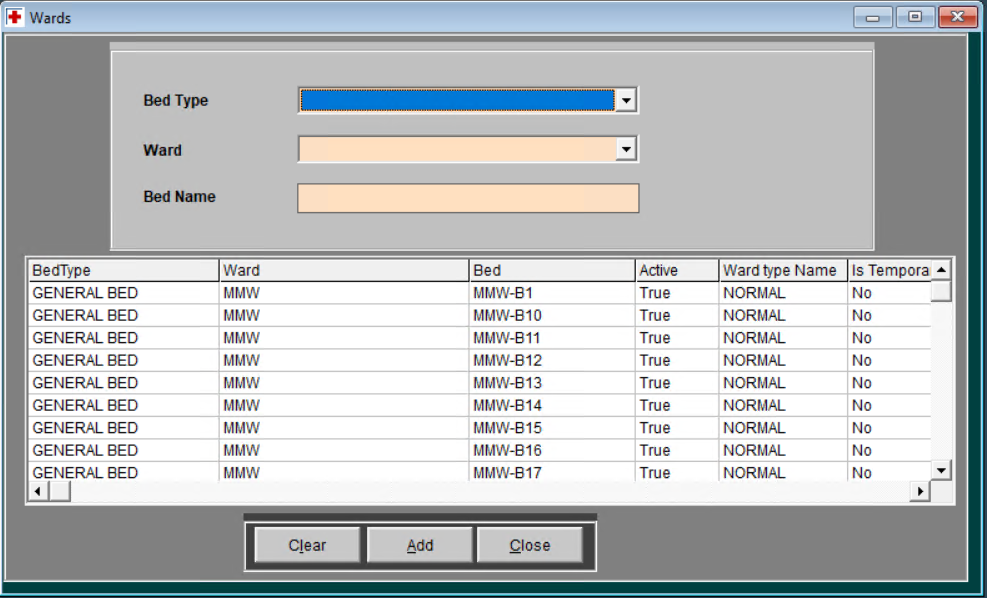 Wards
Bed Type
Ward
Bed Name
BedType Ward Bed Active Ward type Name Is Tempora
GENERAL BED MMW MMW-B1 True NORMAL No
GENERAL BED MMW MMW-B10 True NORMAL No
GENERAL BED MMW MMW-B11 True NORMAL No
GENERAL BED MMW MMW-B12 True NORMAL No
GENERAL BED MMW MMW-B13 True NORMAL No
GENERAL BED MMW MMW-B14 True NORMAL No
GENERAL BED MMW MMW-B15 True NORMAL No
GENERAL BED MMW MMW-B16 True NORMAL No
GENERAL BED MMW MMW-B17 True NORMAL No
Clear Add Close